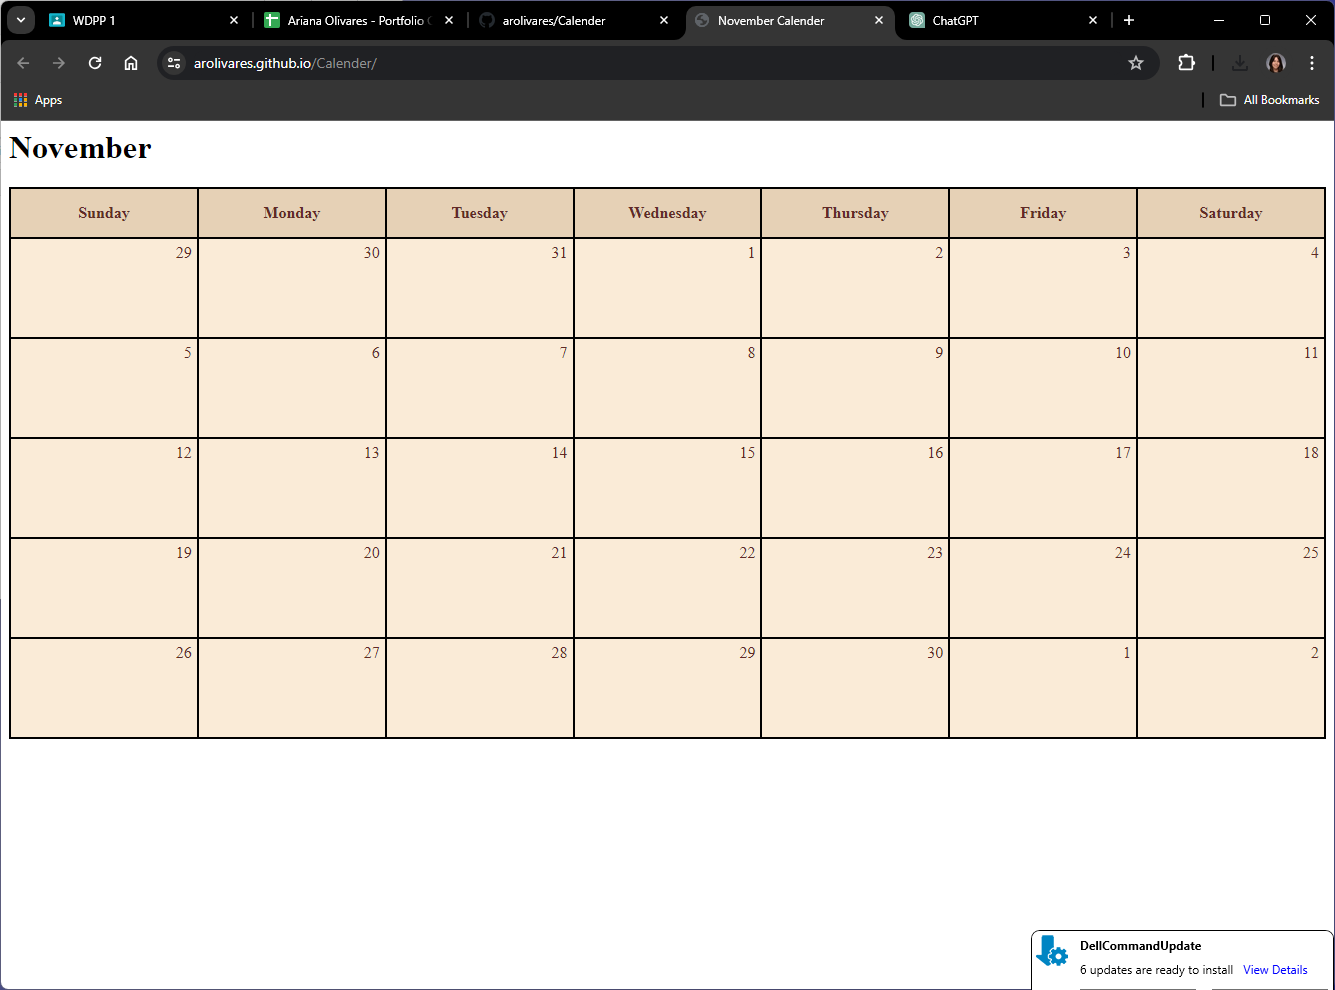 WDPP 1
Ariana Olivares - Portfolio
arolivares/Calender
November Calender
ChatGPT
arolivares.github.io/Calender/
Apps
All Bookmarks
November
Sunday Monday Tuesday Wednesday Thursday Friday Saturday
29 30 31 1 2 3 4
5 6 7 8 9 10 11
12 13 14 15 16 17 18
19 20 21 22 23 24 25
26 27 28 29 30 1 2
DellCommandUpdate
6 updates are ready to install View Details